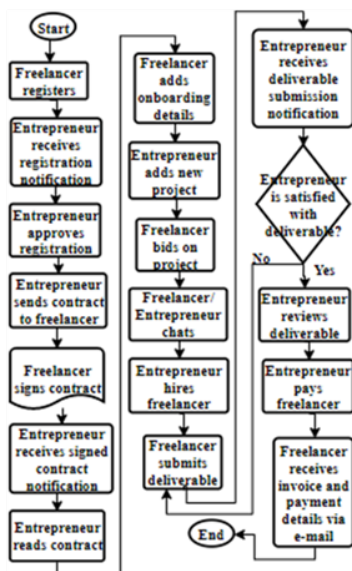 Start
Freelancer
registers
Entrepreneur
receives
registration
notification
Entrepreneur
approves
registration
Entrepreneur
sends contract
to freelancer
Freelancer
signs contract
Entrepreneur
receives signed
contract
notification
Entrepreneur
reads contract
Freelancer
adds
onboarding
details
Entrepreneur
adds new
project
Freelancer
bids on
project
Freelancer/
Entrepreneur
chats
Entrepreneur
hires
freelancer
Freelancer
submits
deliverable
Entrepreneur
receives
deliverable
submission
notification
Entrepreneur
is satisfied
with
deliverable?
No
Yes
Entrepreneur
reviews
deliverable
Entrepreneur
pays
freelancer
Freelancer
receives
invoice and
payment
details via
e-mail
End